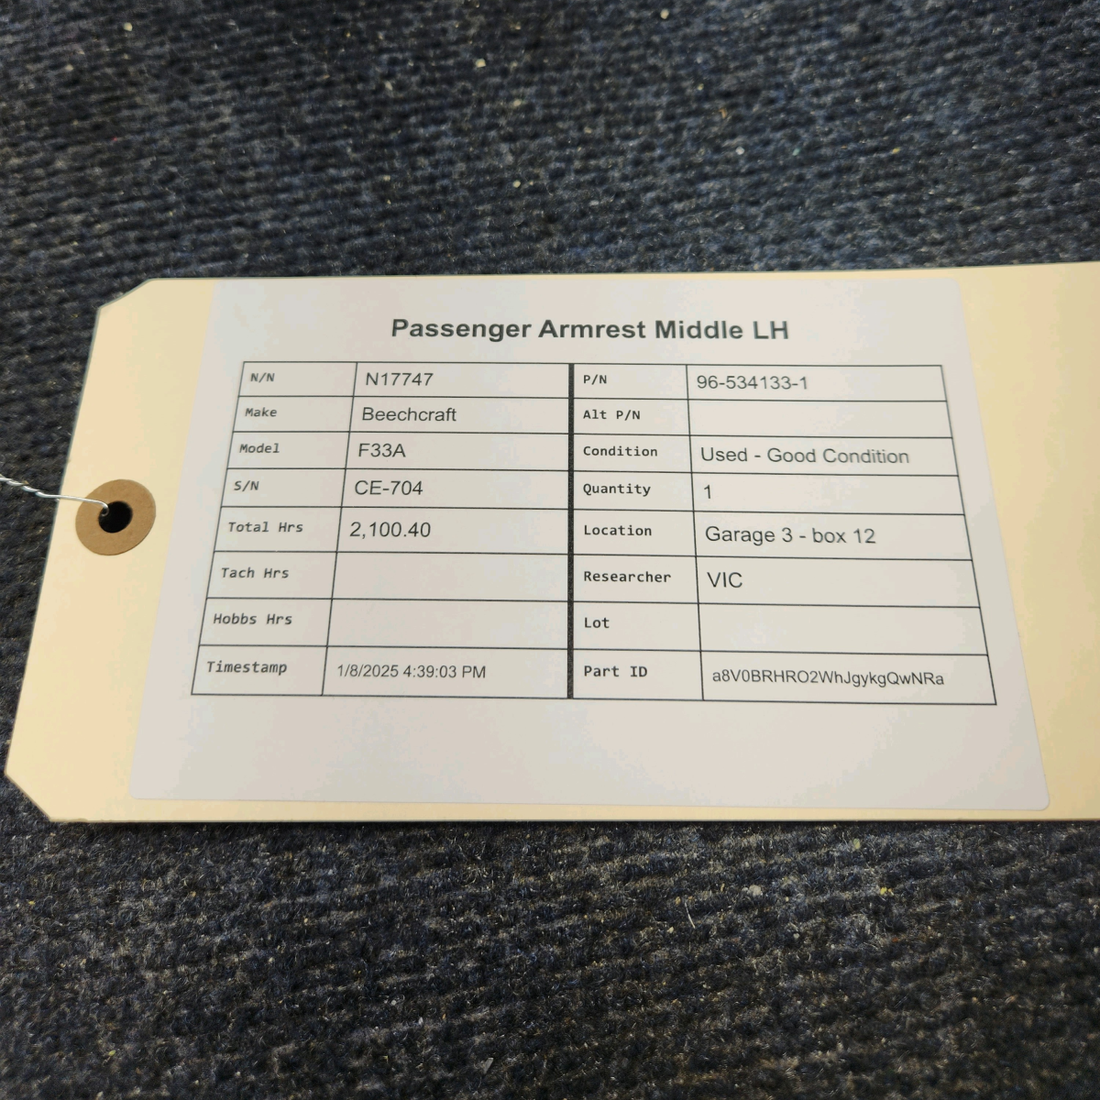 Passenger Armrest Middle LH
N/N N17747 P/N 96-534133-1
Make Beechcraft Alt P/N
Model F33A Condition Used - Good Condition
S/N CE-704 Quantity 1
Total Hrs 2,100.40 Location Garage 3 - box 12
Tach Hrs Researcher VIC
Hobbs Hrs Lot
Timestamp 1/8/2025 4:39:03 PM Part ID a8V0BRHRO2WhJgykgQwNRa